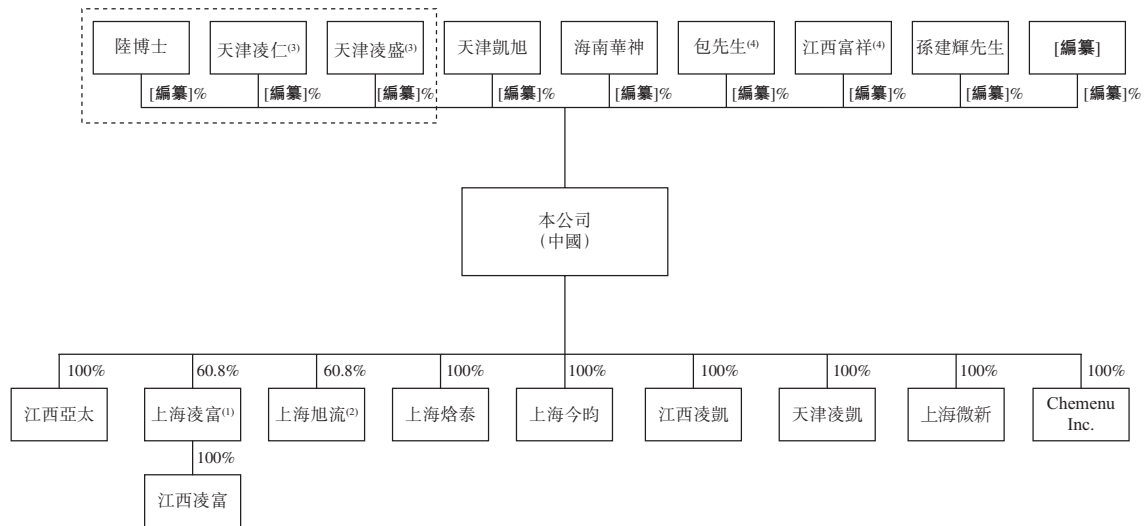 陸博士
天津凌仁(3)
天津凌盛(3)
天津凱旭
海南華神
包先生(4)
江西富祥(4)
孫建輝先生
[編纂]
[編纂]%
[編纂]%
[編纂]%
[編纂]%
[編纂]%
[編纂]%
[編纂]%
[編纂]%
[編纂]%
本公司
(中國)
100%
60.8%
60.8%
100%
100%
100%
100%
100%
100%
江西亞太
上海凌富(1)
上海旭流(2)
上海焓泰
上海今昀
江西凌凱
天津凌凱
上海微新
Chemenu
Inc.
100%
江西凌富